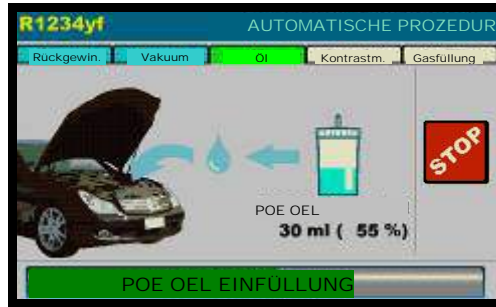 R1234yf AUTOMATISCHE PROZEDUR
Rückgewin. Vakuum Öl Kontrastm. Gasfüllung
STOP
POE OEL
30 ml ( 55 %)
POE OEL EINFÜLLUNG